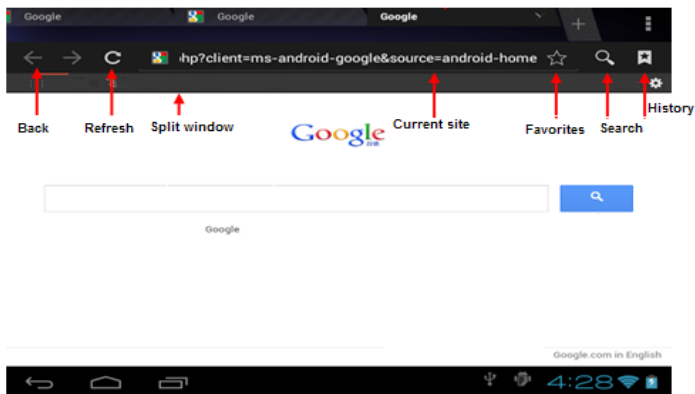 Google Google Google
.hp?client=ms-android-google&source=android-home
Back Refresh Split window Google Current site Favorites Search History
Google
Google.com in English
4:28